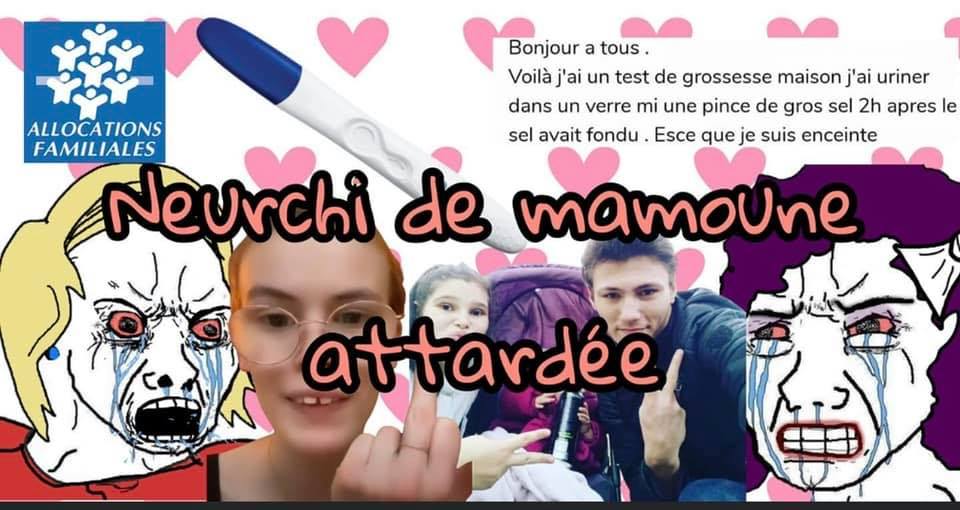 ALLOCATIONS
FAMILIALES
Bonjour a tous .
Voilà j'ai un test de grossesse maison j'ai uriner
dans un verre mi une pince de gros sel 2h apres le
sel avait fondu . Esce que je suis enceinte
Neurchi de mamoune
attardée